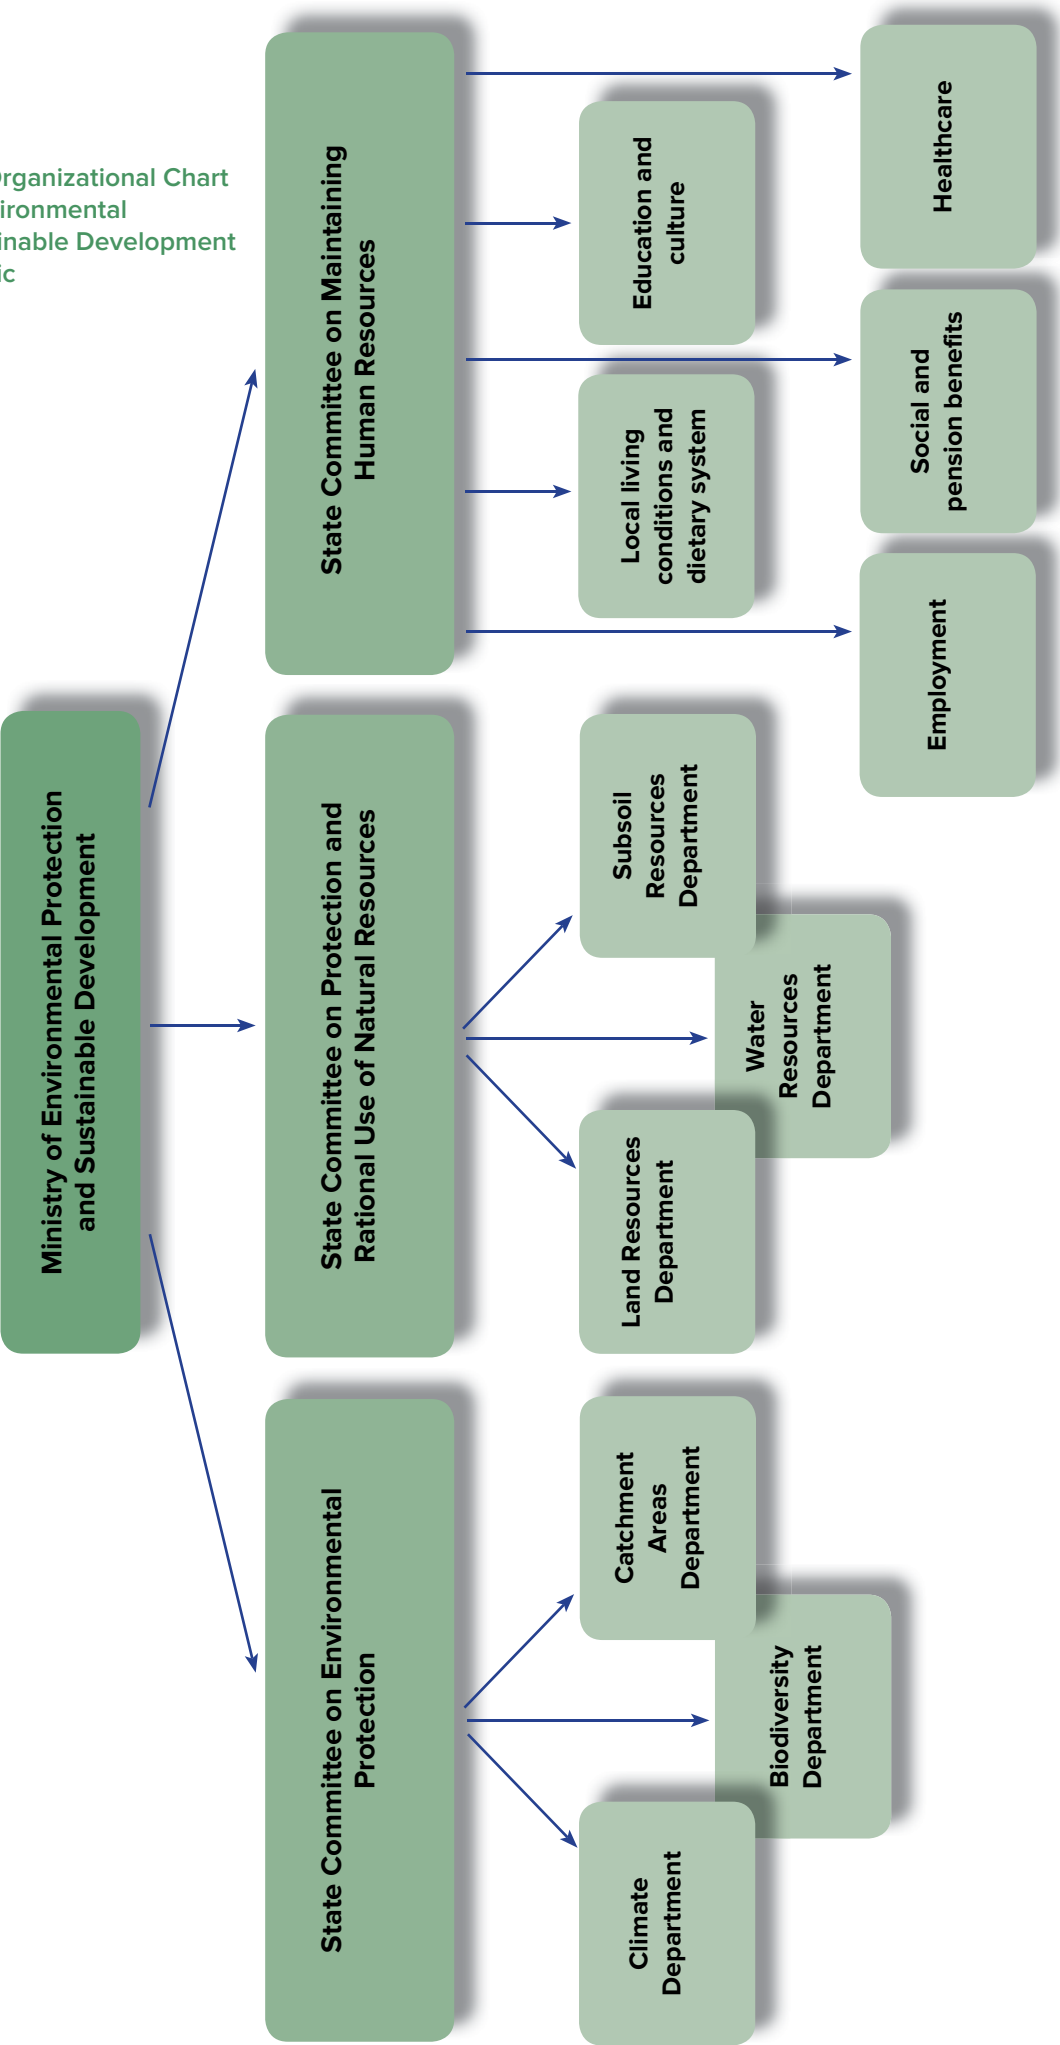 Organizational Chart
inable Development
Ministry of Environmental Protection
and Sustainable Development
State Committee on Environmental
Protection
State Committee on Protection and
Rational Use of Natural Resources
State Committee on Maintaining
Human Resources
Climate
Department
Biodiversity
Department
Catchment
Areas
Department
Land Resources
Department
Water
Resources
Department
Subsoil
Resources
Department
Local living
conditions and
dietary system
Education and
culture
Employment
Social and
pension benefits
Healthcare